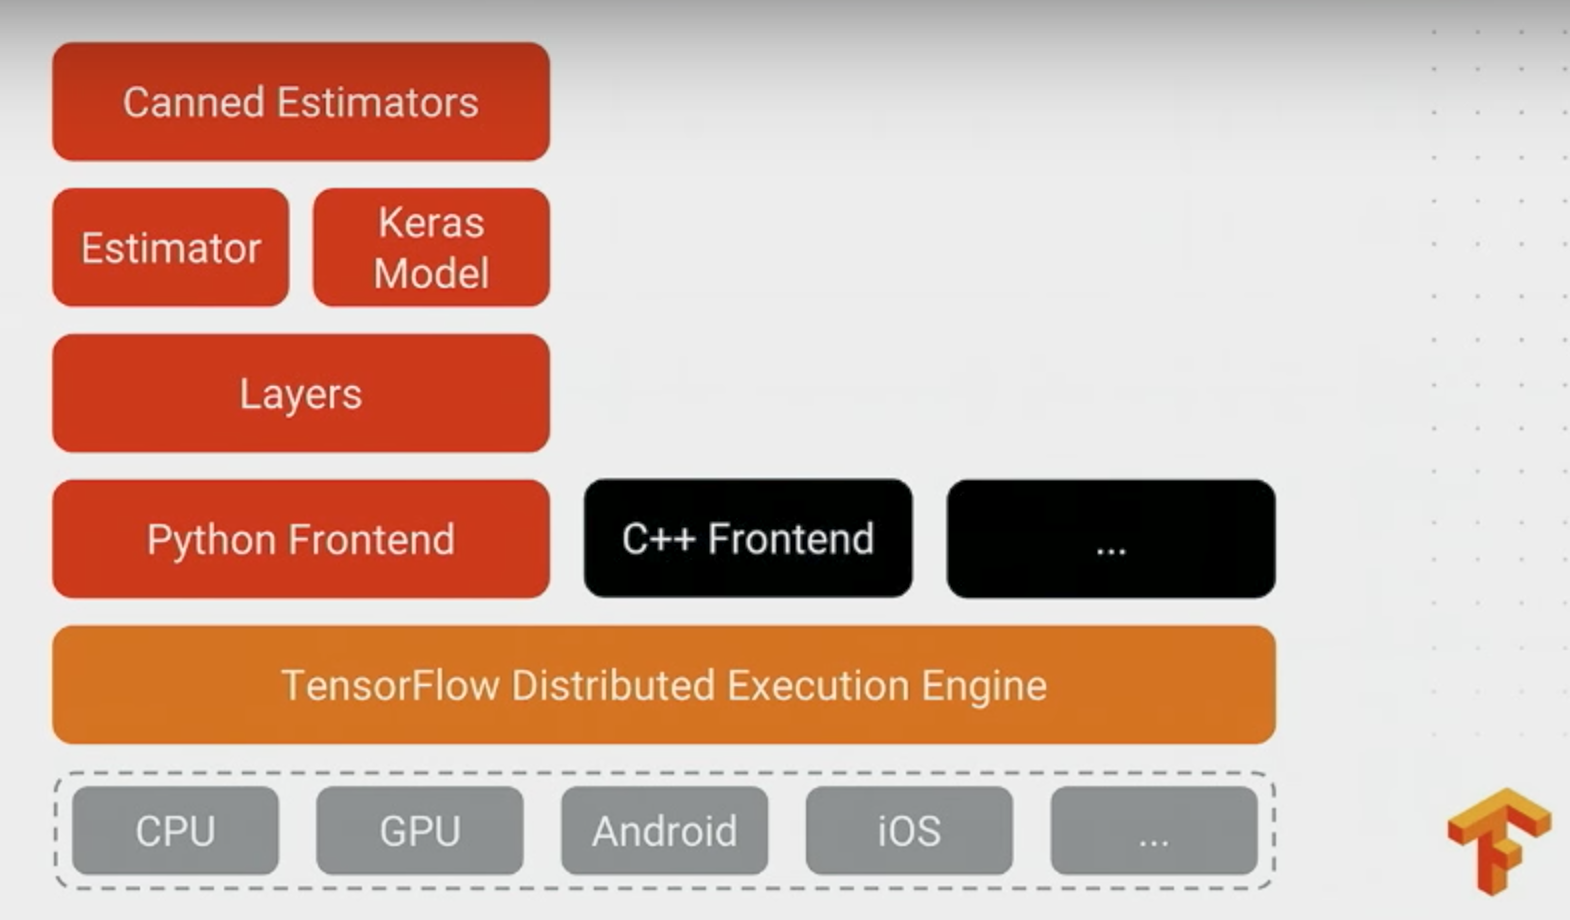 Canned Estimators
Estimator
Keras
Model
Layers
Python Frontend
C++ Frontend
...
TensorFlow Distributed Execution Engine
CPU
GPU
Android
iOS
...